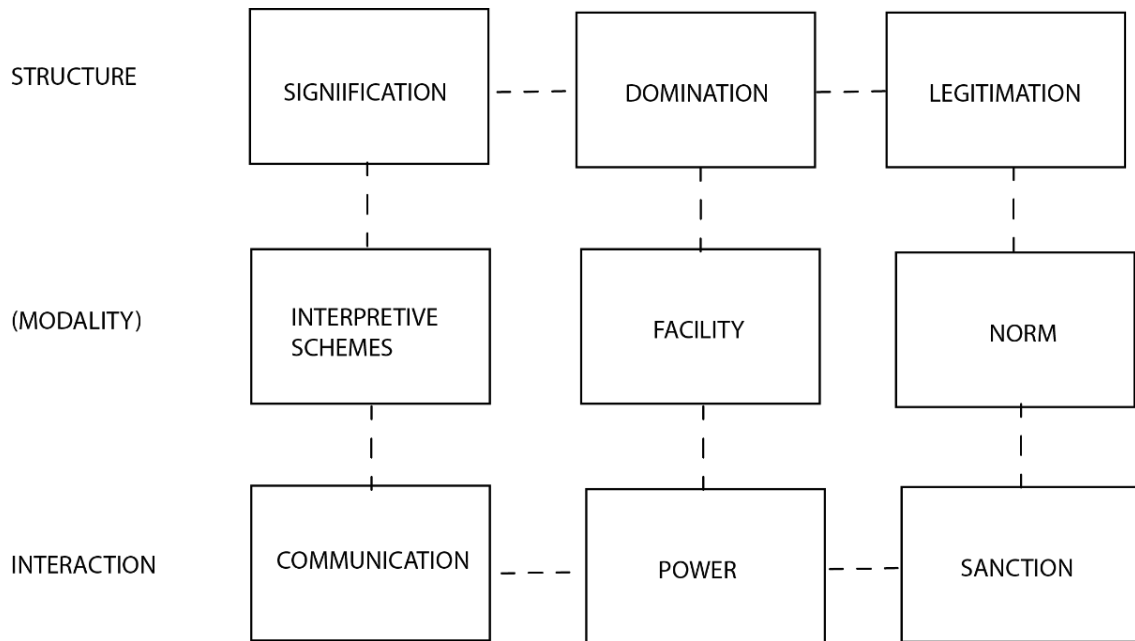 STRUCTURE
SIGNIIFICATION
DOMINATION
LEGITIMATION
(MODALITY)
INTERPRETIVE
SCHEMES
FACILITY
NORM
INTERACTION
COMMUNICATION
POWER
SANCTION